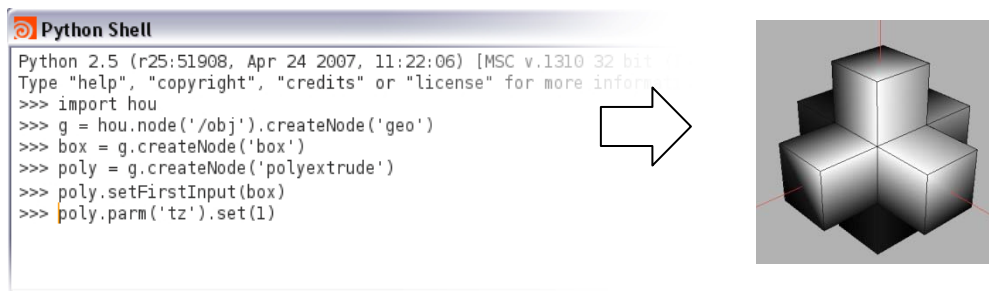 Python Shell
Python 2.5 (r25:51908, Apr 24 2007, 11:22:06) [MSC v.1310 32 bit
Type "help", "copyright", "credits" or "license" for more
>>> import hou
>>> g = hou.node('/obj').createNode('geo')
>>> box = g.createNode('box')
>>> poly = g.createNode('polyextrude')
>>> poly.setFirstInput(box)
>>> poly.parm('tz').set(1)